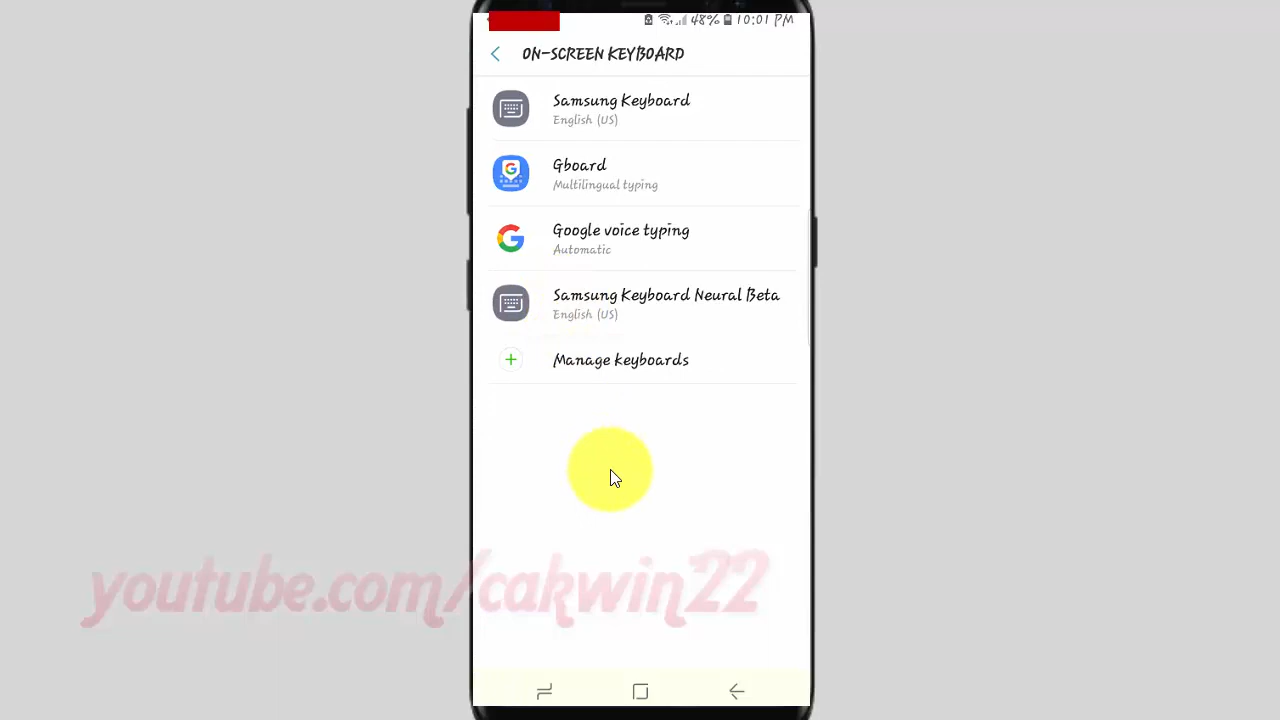 48% 10:01 PM
ON-SCREEN KEYBOARD
Samsung Keyboard
English (US)
Gboard
Multilingual typing
Google voice typing
Automatic
Samsung Keyboard Neural Beta
English (US)
Manage keyboards
youtube.com/cakwin22